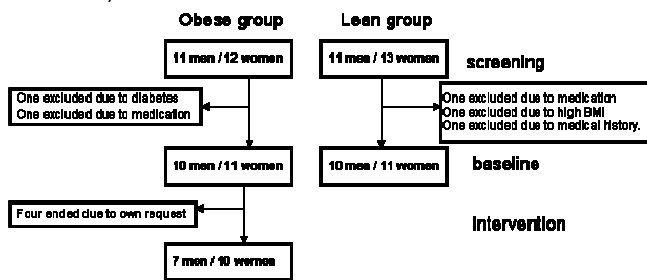 Obese group
Lean group
11 men / 12 women
11 men / 13 women
screening
One excluded due to diabetes
One excluded due to medication
One excluded due to medication
One excluded due to high BMI
One excluded due to medical history.
10 men / 11 women
10 men / 11 women
baseline
Four ended due to own request
Intervention
7 men / 10 women